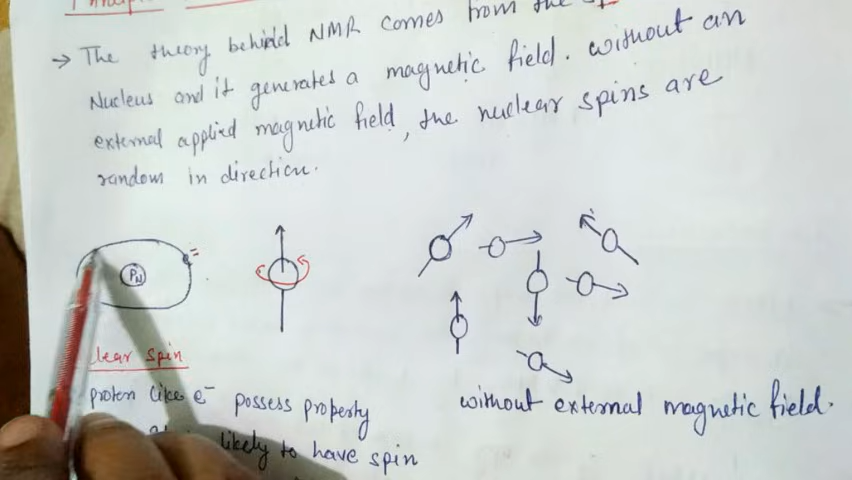 → The theory behind NMR comes from the
Nucleus and it generates a magnetic field. without an
external applied magnetic field, the nuclear spins are
random in direction.
PN
lear spin
proton like e⁻ possess property
likely to have spin
without external magnetic field.